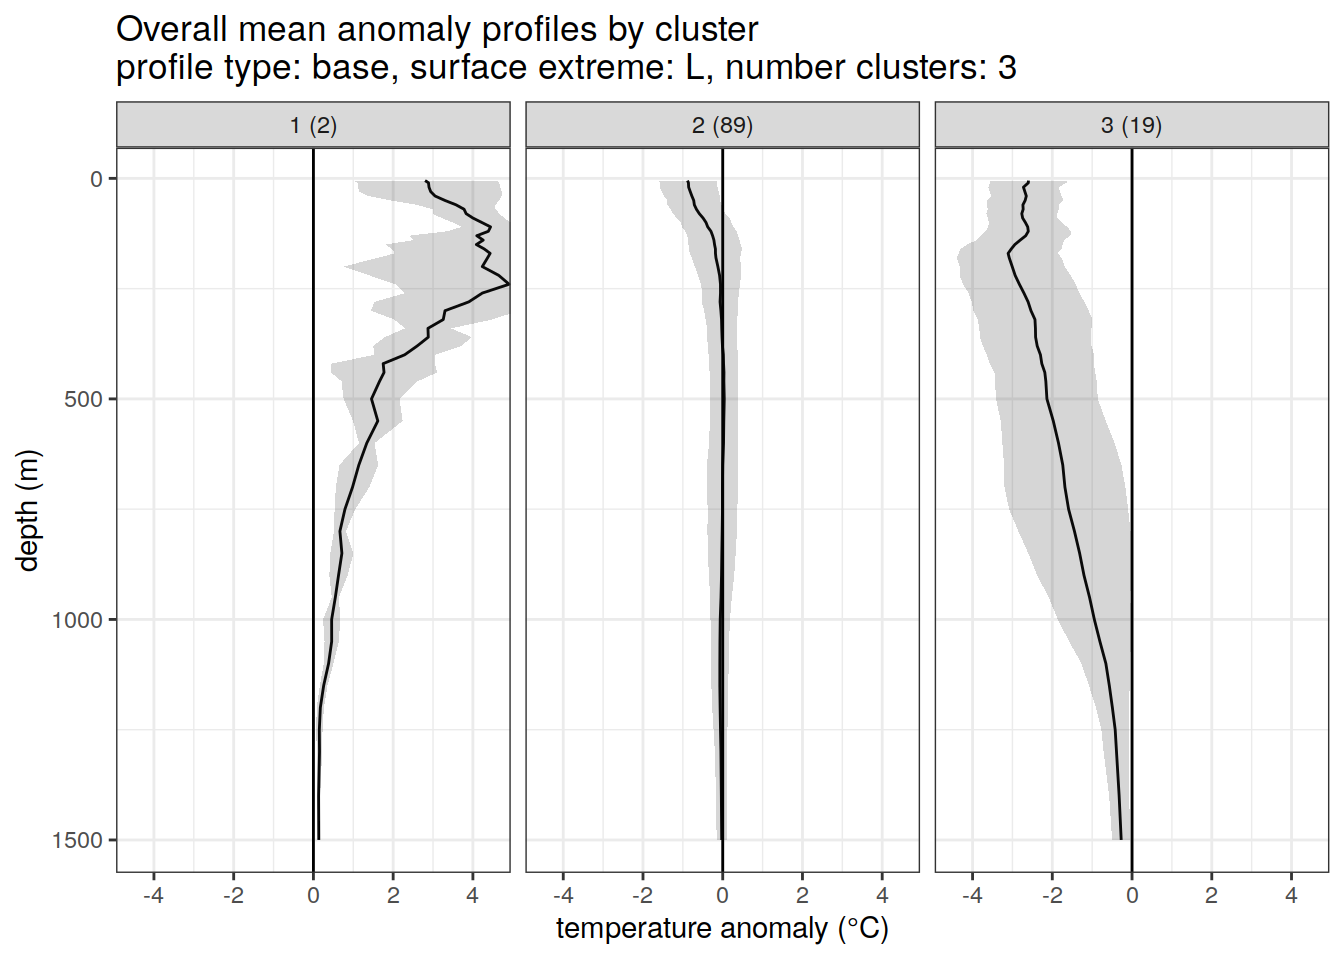 Overall mean anomaly profiles by cluster
profile type: base, surface extreme: L, number clusters: 3
1 (2)
2 (89)
3 (19)
0
500
1000
1500
depth (m)
-4 -2 0 2 4
-4 -2 0 2 4
-4 -2 0 2 4
temperature anomaly (°C)